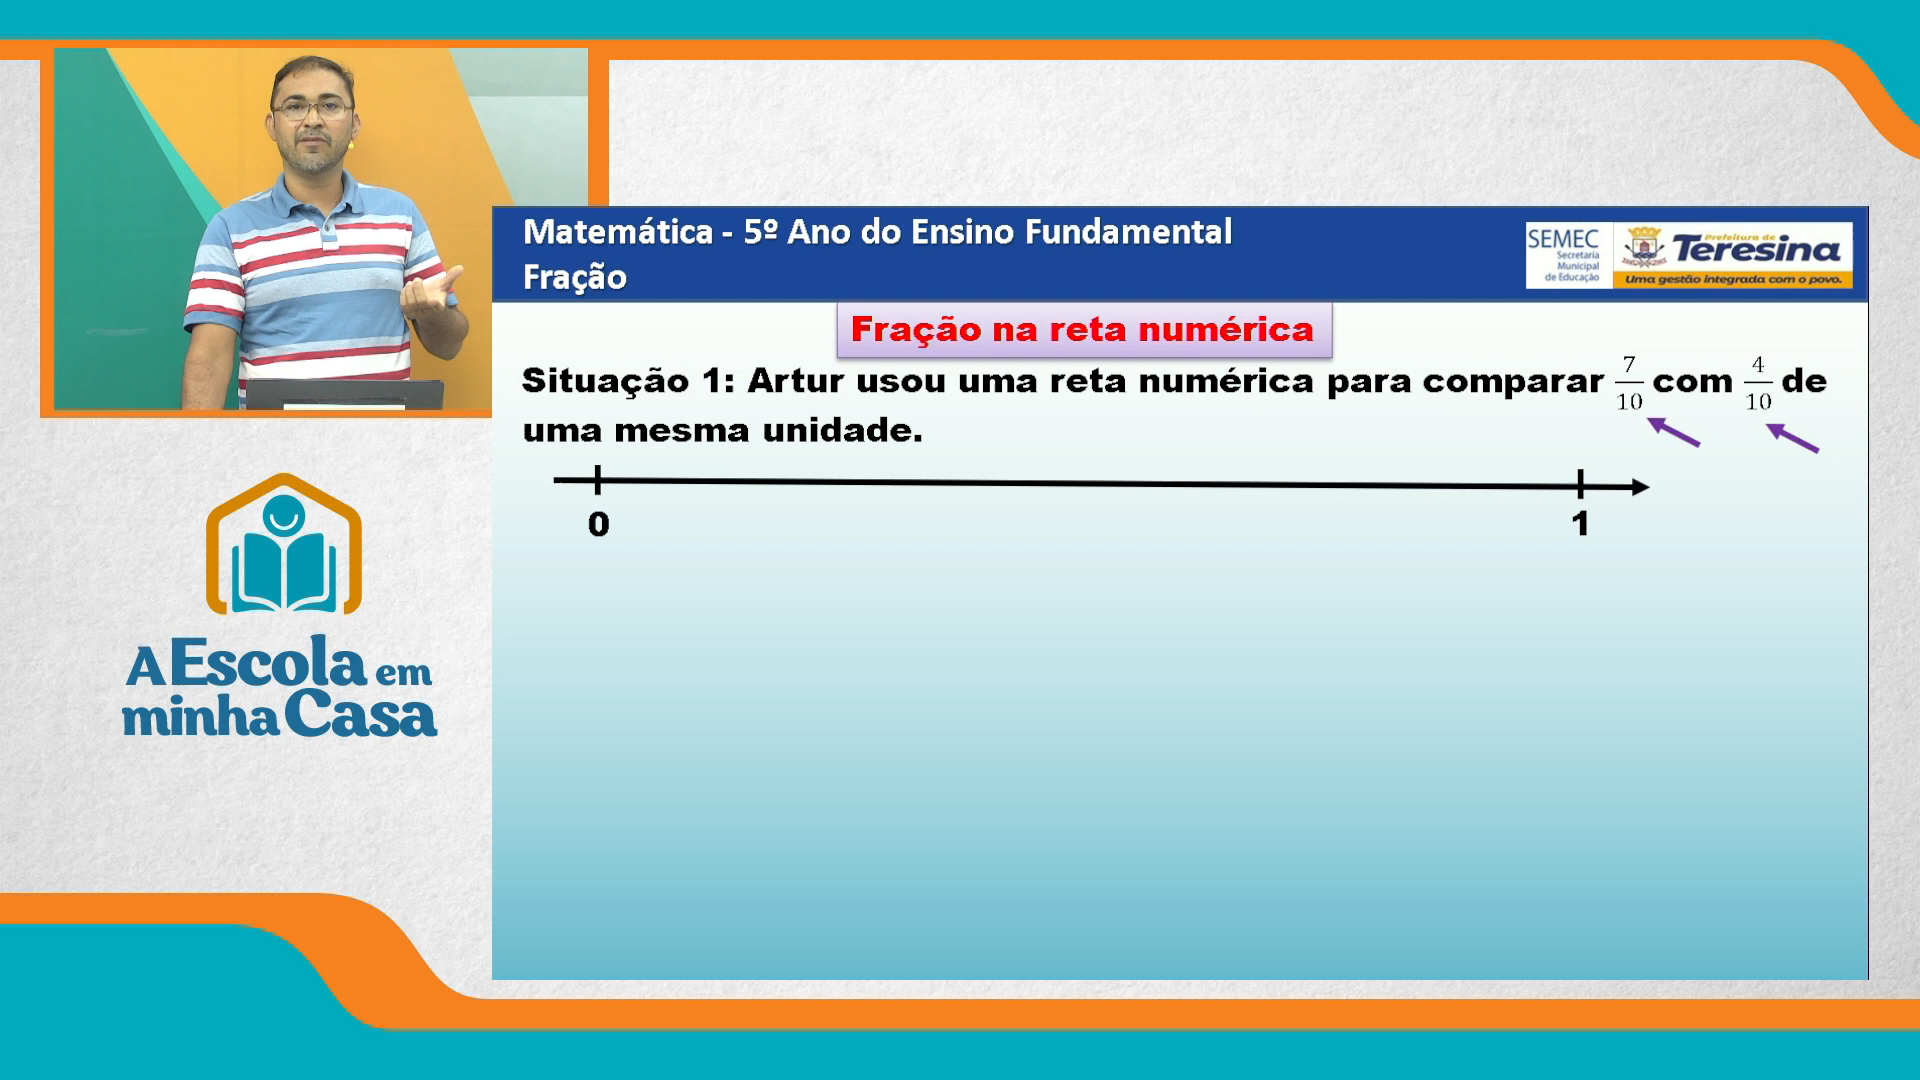 Matemática - 5º Ano do Ensino Fundamental
Fração
SEMEC
Secretaria
Municipal
de Educação
Prefeitura de
Teresina
Uma gestão integrada com o povo.
Fração na reta numérica
Situação 1: Artur usou uma reta numérica para comparar 7/10 com 4/10 de
uma mesma unidade.
0 1
A Escola em
minha Casa